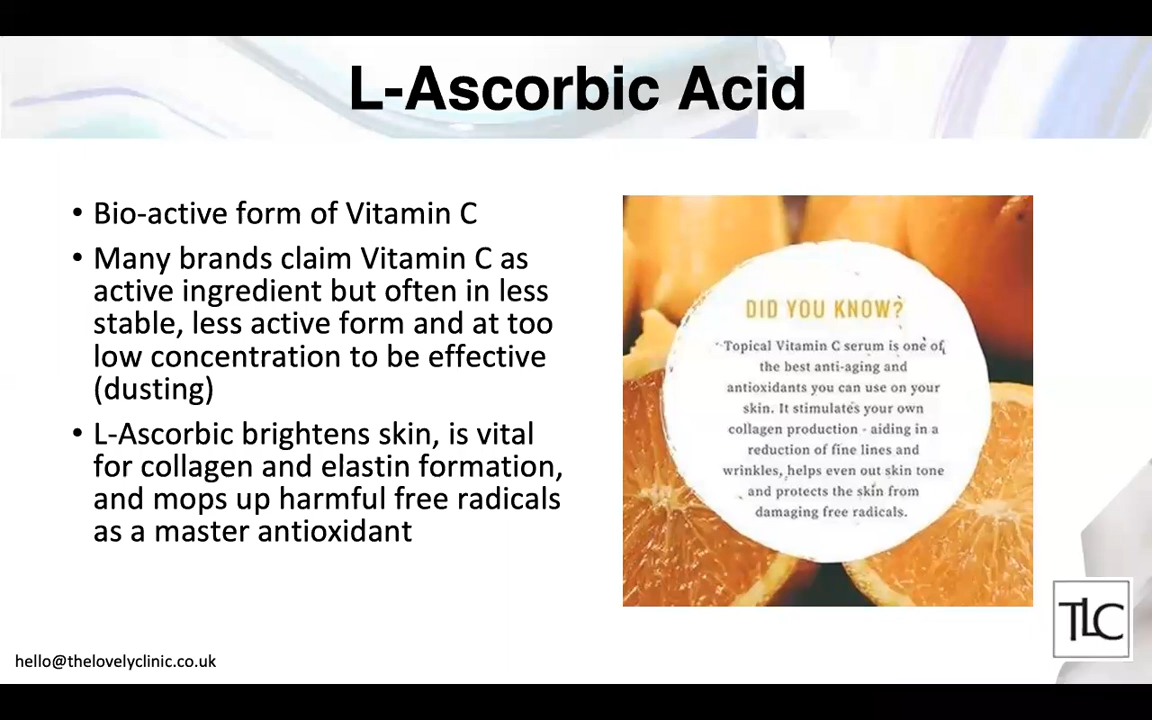 L-Ascorbic Acid
• Bio-active form of Vitamin C
• Many brands claim Vitamin C as
active ingredient but often in less
stable, less active form and at too
low concentration to be effective
(dusting)
• L-Ascorbic brightens skin, is vital
for collagen and elastin formation,
and mops up harmful free radicals
as a master antioxidant
DID YOU KNOW?
Topical Vitamin C serum is one of
the best anti-aging and
antioxidants you can use on your
skin. It stimulates your own
collagen production - aiding in a
reduction of fine lines and
wrinkles, helps even out skin tone
and protects the skin from
damaging free radicals.
TLC
hello@thelovelyclinic.co.uk